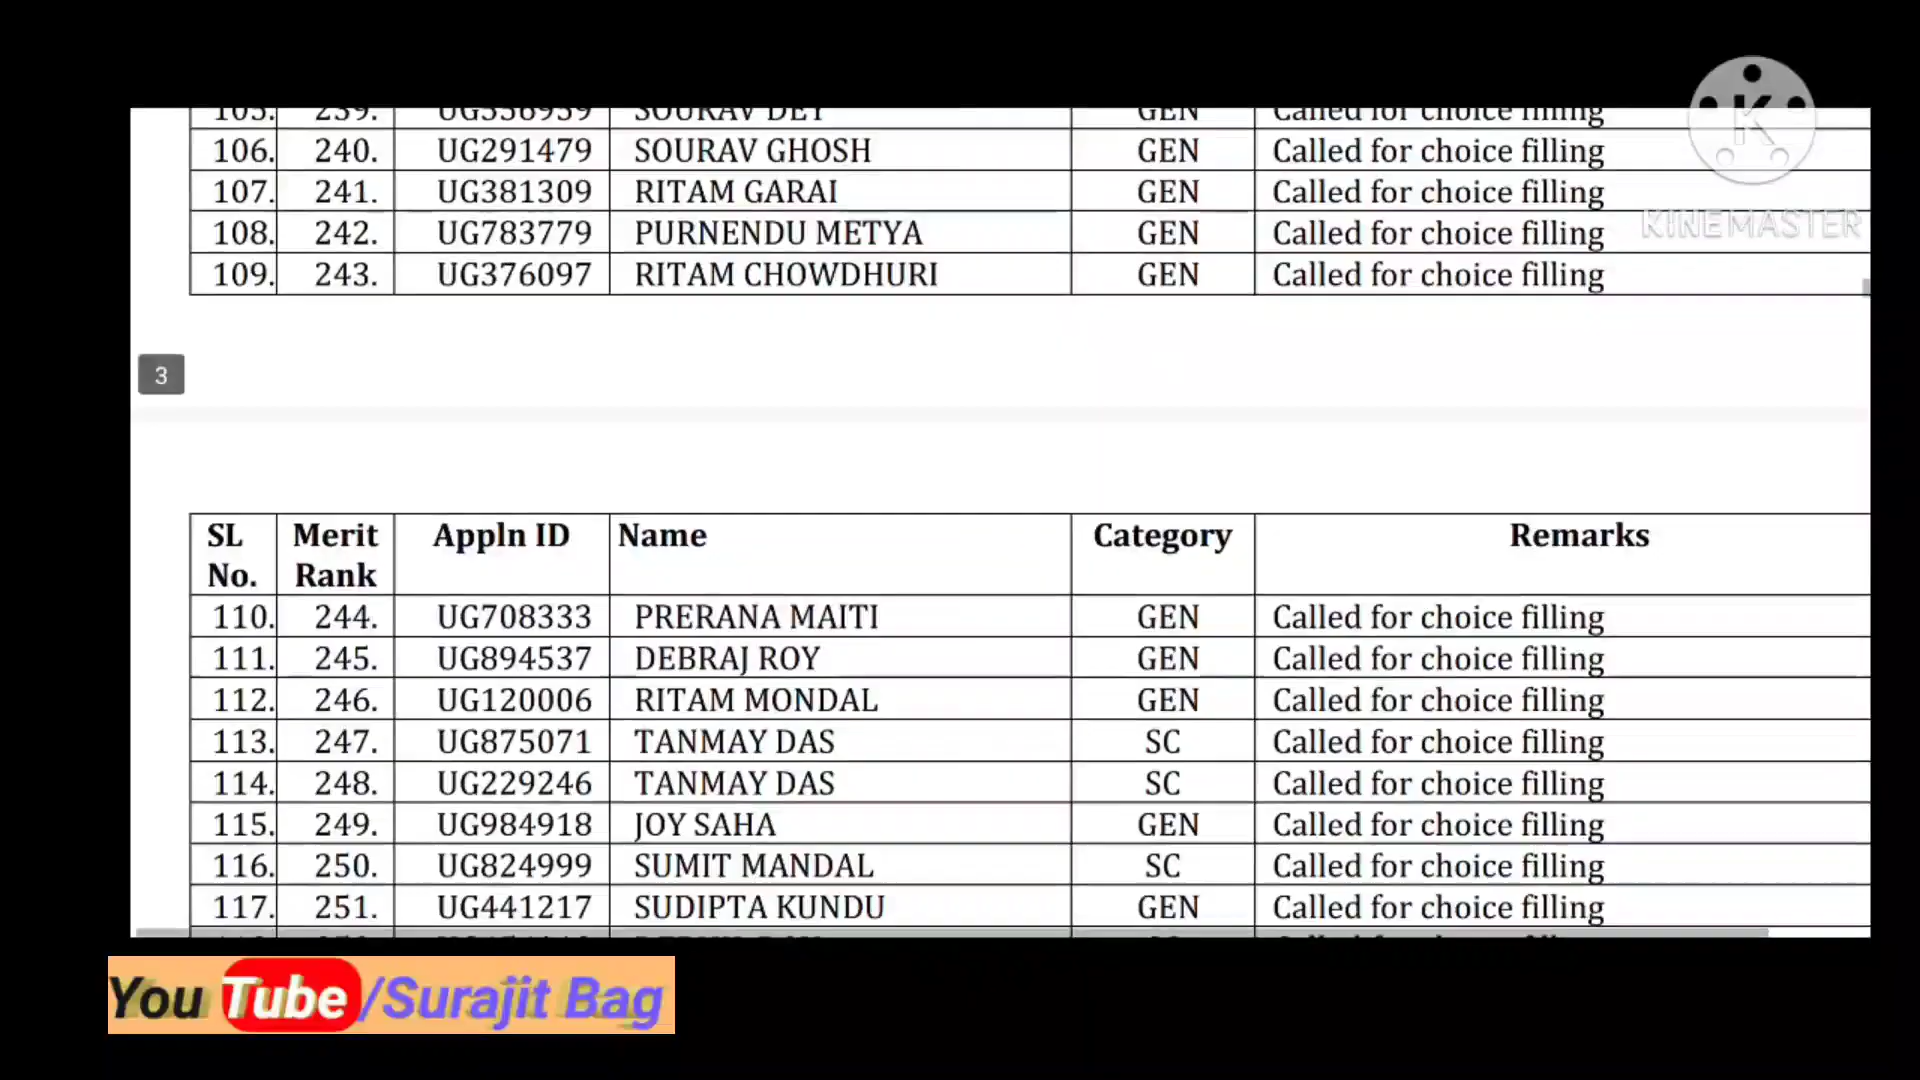 105. 239. UG556959 SOURAV DEY GEN Called for choice filling
106. 240. UG291479 SOURAV GHOSH GEN Called for choice filling
107. 241. UG381309 RITAM GARAI GEN Called for choice filling
108. 242. UG783779 PURNENDU METYA GEN Called for choice filling
109. 243. UG376097 RITAM CHOWDHURI GEN Called for choice filling
K
KINEMASTER
3
SL No. Merit Rank Appln ID Name Category Remarks
110. 244. UG708333 PRERANA MAITI GEN Called for choice filling
111. 245. UG894537 DEBRAJ ROY GEN Called for choice filling
112. 246. UG120006 RITAM MONDAL GEN Called for choice filling
113. 247. UG875071 TANMAY DAS SC Called for choice filling
114. 248. UG229246 TANMAY DAS SC Called for choice filling
115. 249. UG984918 JOY SAHA GEN Called for choice filling
116. 250. UG824999 SUMIT MANDAL SC Called for choice filling
117. 251. UG441217 SUDIPTA KUNDU GEN Called for choice filling
You Tube/Surajit Bag